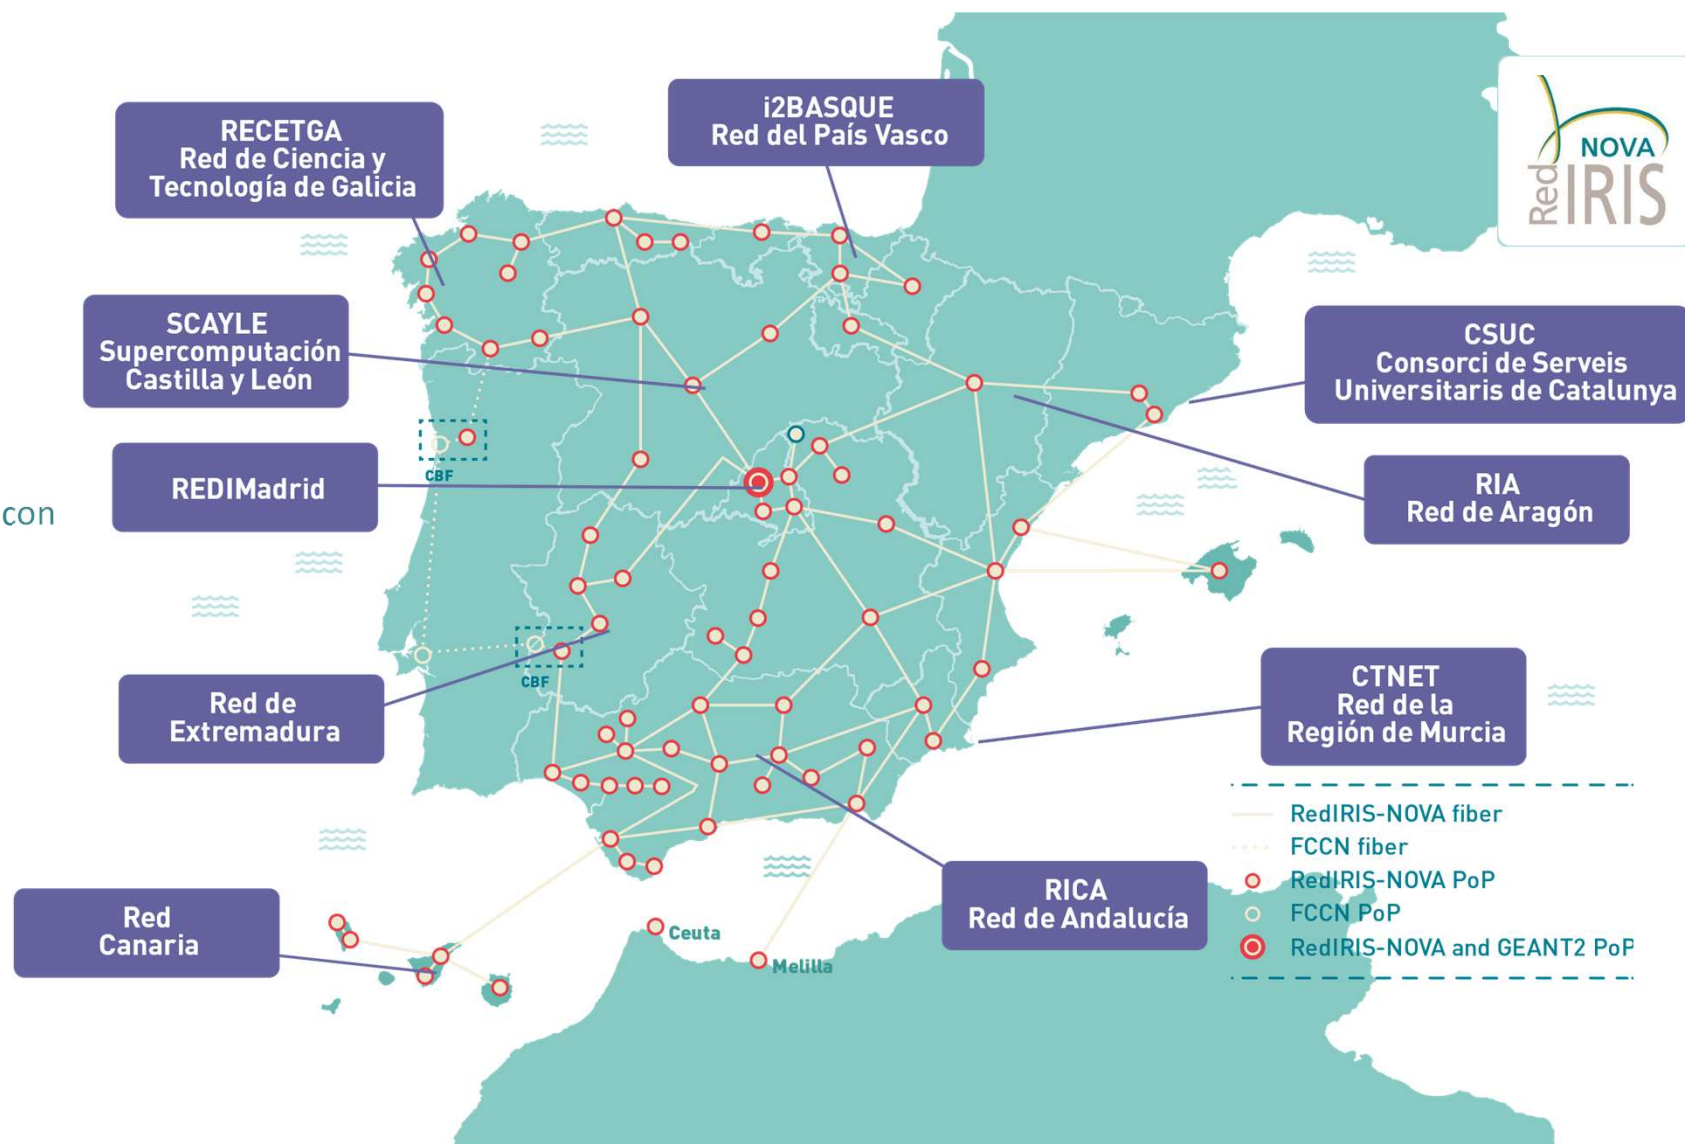 i2BASQUE
Red del País Vasco
RECETGA
Red de Ciencia y
Tecnología de Galicia
NOVA
RedIRIS
SCAYLE
Supercomputación
Castilla y León
CSUC
Consorci de Serveis
Universitaris de Catalunya
CBF
REDIMadrid
RIA
Red de Aragón
con
CBF
Red de
Extremadura
CTNET
Red de la
Región de Murcia
RedIRIS-NOVA fiber
FCCN fiber
RedIRIS-NOVA PoP
FCCN PoP
RedIRIS-NOVA and GEANT2 PoP
RICA
Red de Andalucía
Red
Canaria
Ceuta
Melilla